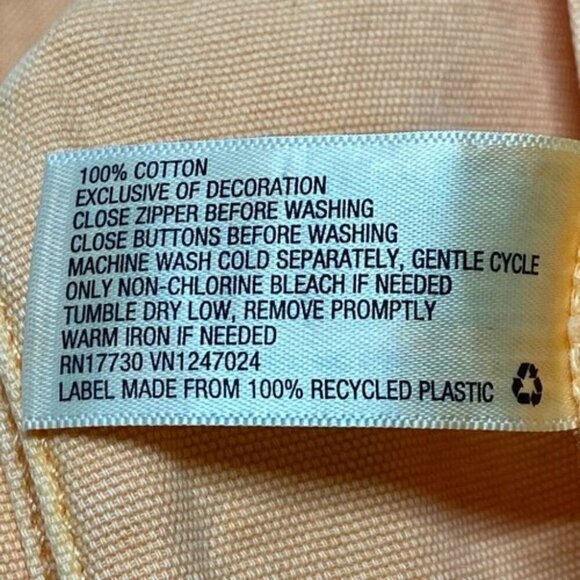 100% COTTON
EXCLUSIVE OF DECORATION
CLOSE ZIPPER BEFORE WASHING
CLOSE BUTTONS BEFORE WASHING
MACHINE WASH COLD SEPARATELY, GENTLE CYCLE
ONLY NON-CHLORINE BLEACH IF NEEDED
TUMBLE DRY LOW, REMOVE PROMPTLY
WARM IRON IF NEEDED
RN17730 VN1247024
LABEL MADE FROM 100% RECYCLED PLASTIC